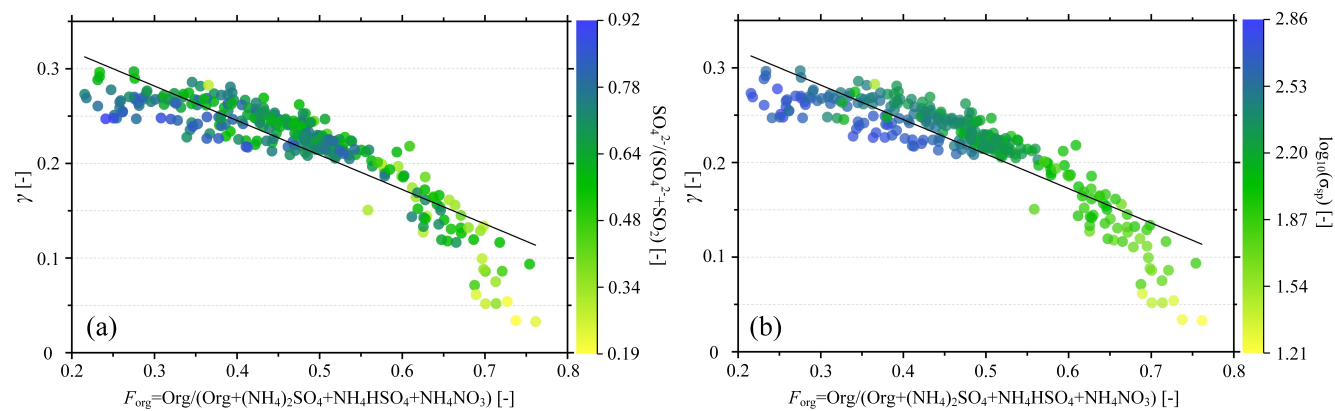 0.3
0.2
0.1
0
γ [-]
(a)
0.2 0.3 0.4 0.5 0.6 0.7 0.8
F_org=Org/(Org+(NH₄)₂SO₄+NH₄HSO₄+NH₄NO₃) [-]
0.92
0.78
0.64
0.48
0.34
0.19
SO₄²⁻/(SO₄²⁻+SO₂) [-]
0.3
0.2
0.1
0
γ [-]
(b)
0.2 0.3 0.4 0.5 0.6 0.7 0.8
F_org=Org/(Org+(NH₄)₂SO₄+NH₄HSO₄+NH₄NO₃) [-]
2.86
2.53
2.20
1.87
1.54
1.21
log₁₀(σ_sp) [-]